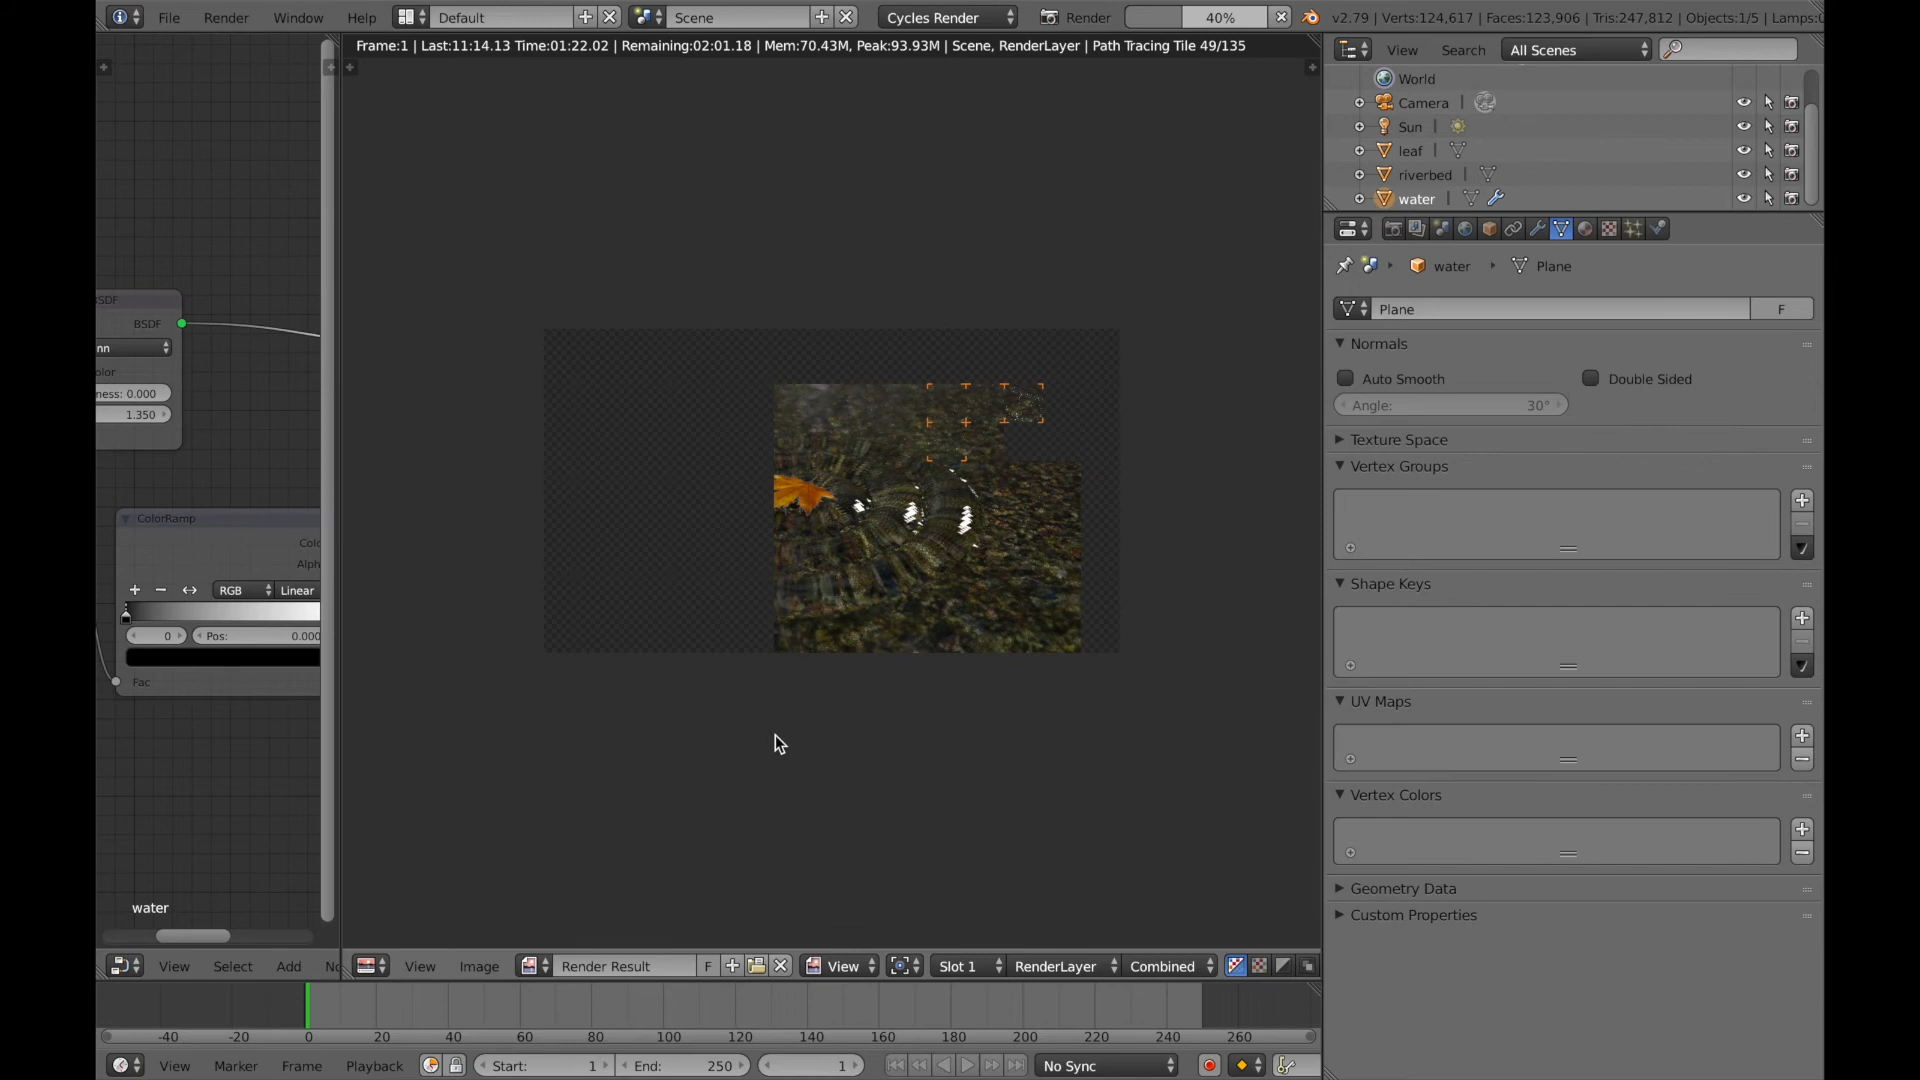 File Render Window Help Default Scene Cycles Render Render 40% v2.79 | Verts:124,617 | Faces:123,906 | Tris:247,812 | Objects:1/5 | Lamps:
Frame:1 | Last:11:14.13 Time:01:22.02 | Remaining:02:01.18 | Mem:70.43M, Peak:93.93M | Scene, RenderLayer | Path Tracing Tile 49/135
View Search All Scenes
World
Camera
Sun
leaf
riverbed
water
water Plane
Plane F
Normals
Auto Smooth Double Sided
Angle: 30°
Texture Space
Vertex Groups
Shape Keys
UV Maps
Vertex Colors
Geometry Data
Custom Properties
SDF
BSDF
nn
olor
ness: 0.000
1.350
ColorRamp
Colo
Alph
RGB Linear
0 Pos: 0.000
Fac
water
View Select Add No
View Image Render Result F View Slot 1 RenderLayer Combined
-40 -20 0 20 40 60 80 100 120 140 160 180 200 220 240 260
View Marker Frame Playback Start: 1 End: 250 1 No Sync